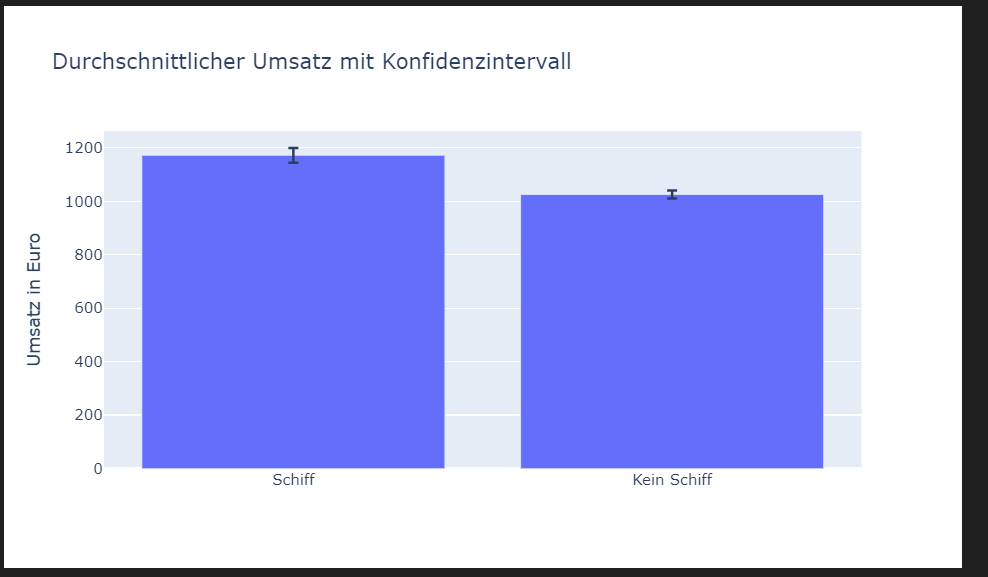 Durchschnittlicher Umsatz mit Konfidenzintervall
Umsatz in Euro
1200
1000
800
600
400
200
0
Schiff
Kein Schiff